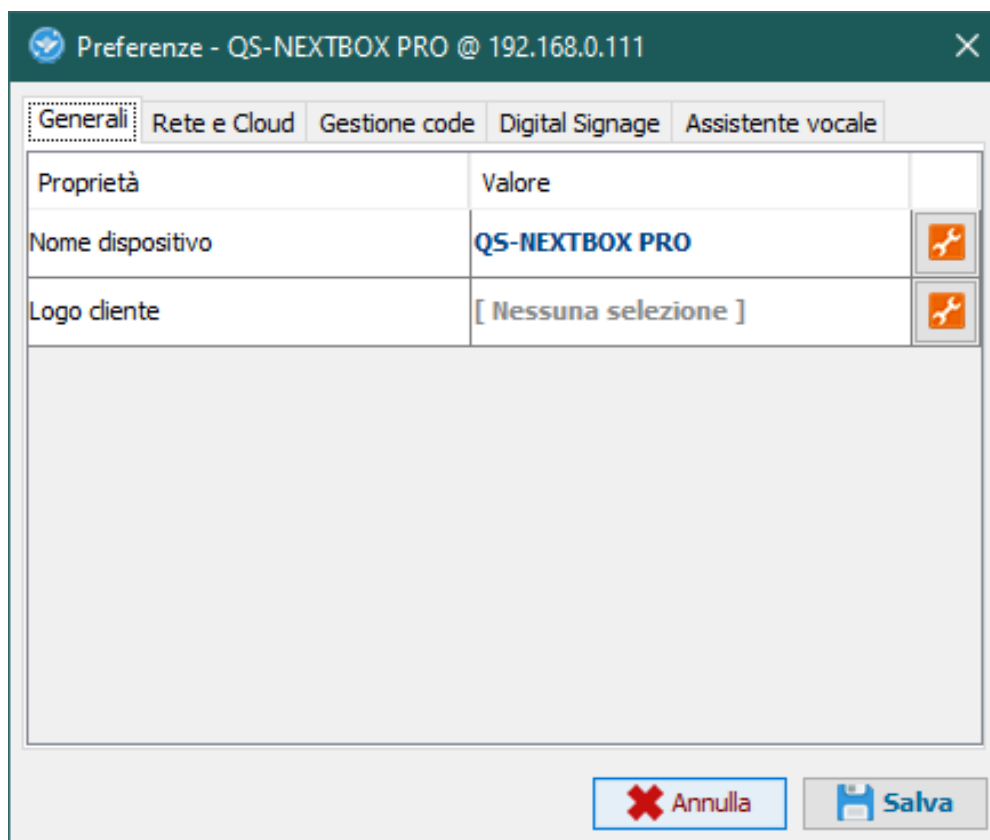 Preferenze - QS-NEXTBOX PRO @ 192.168.0.111
Generali Rete e Cloud Gestione code Digital Signage Assistente vocale
Proprietà Valore
Nome dispositivo QS-NEXTBOX PRO
Logo cliente [ Nessuna selezione ]
Annulla Salva